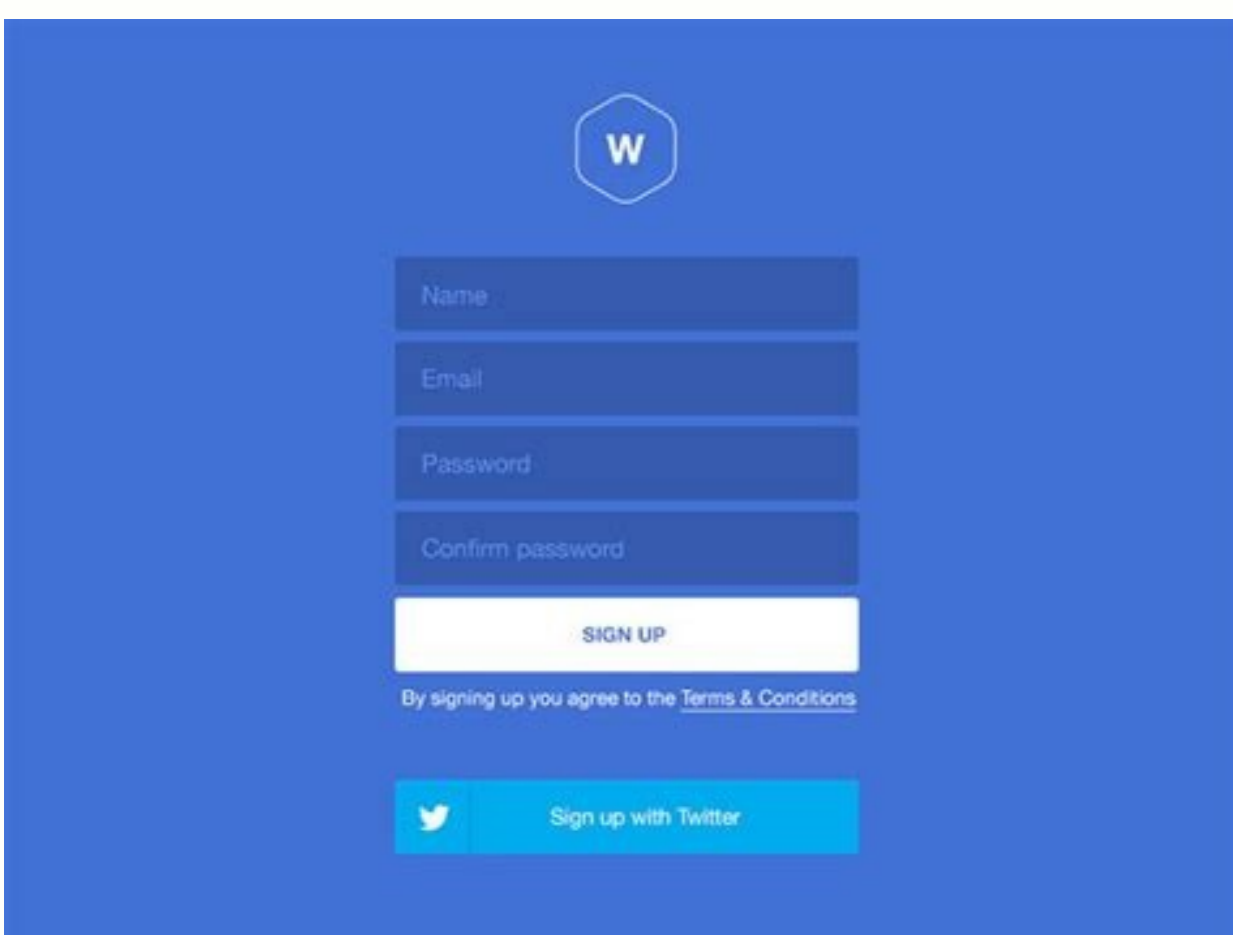 W
Name
Email
Password
Confirm password
SIGN UP
By signing up you agree to the Terms & Conditions
Sign up with Twitter